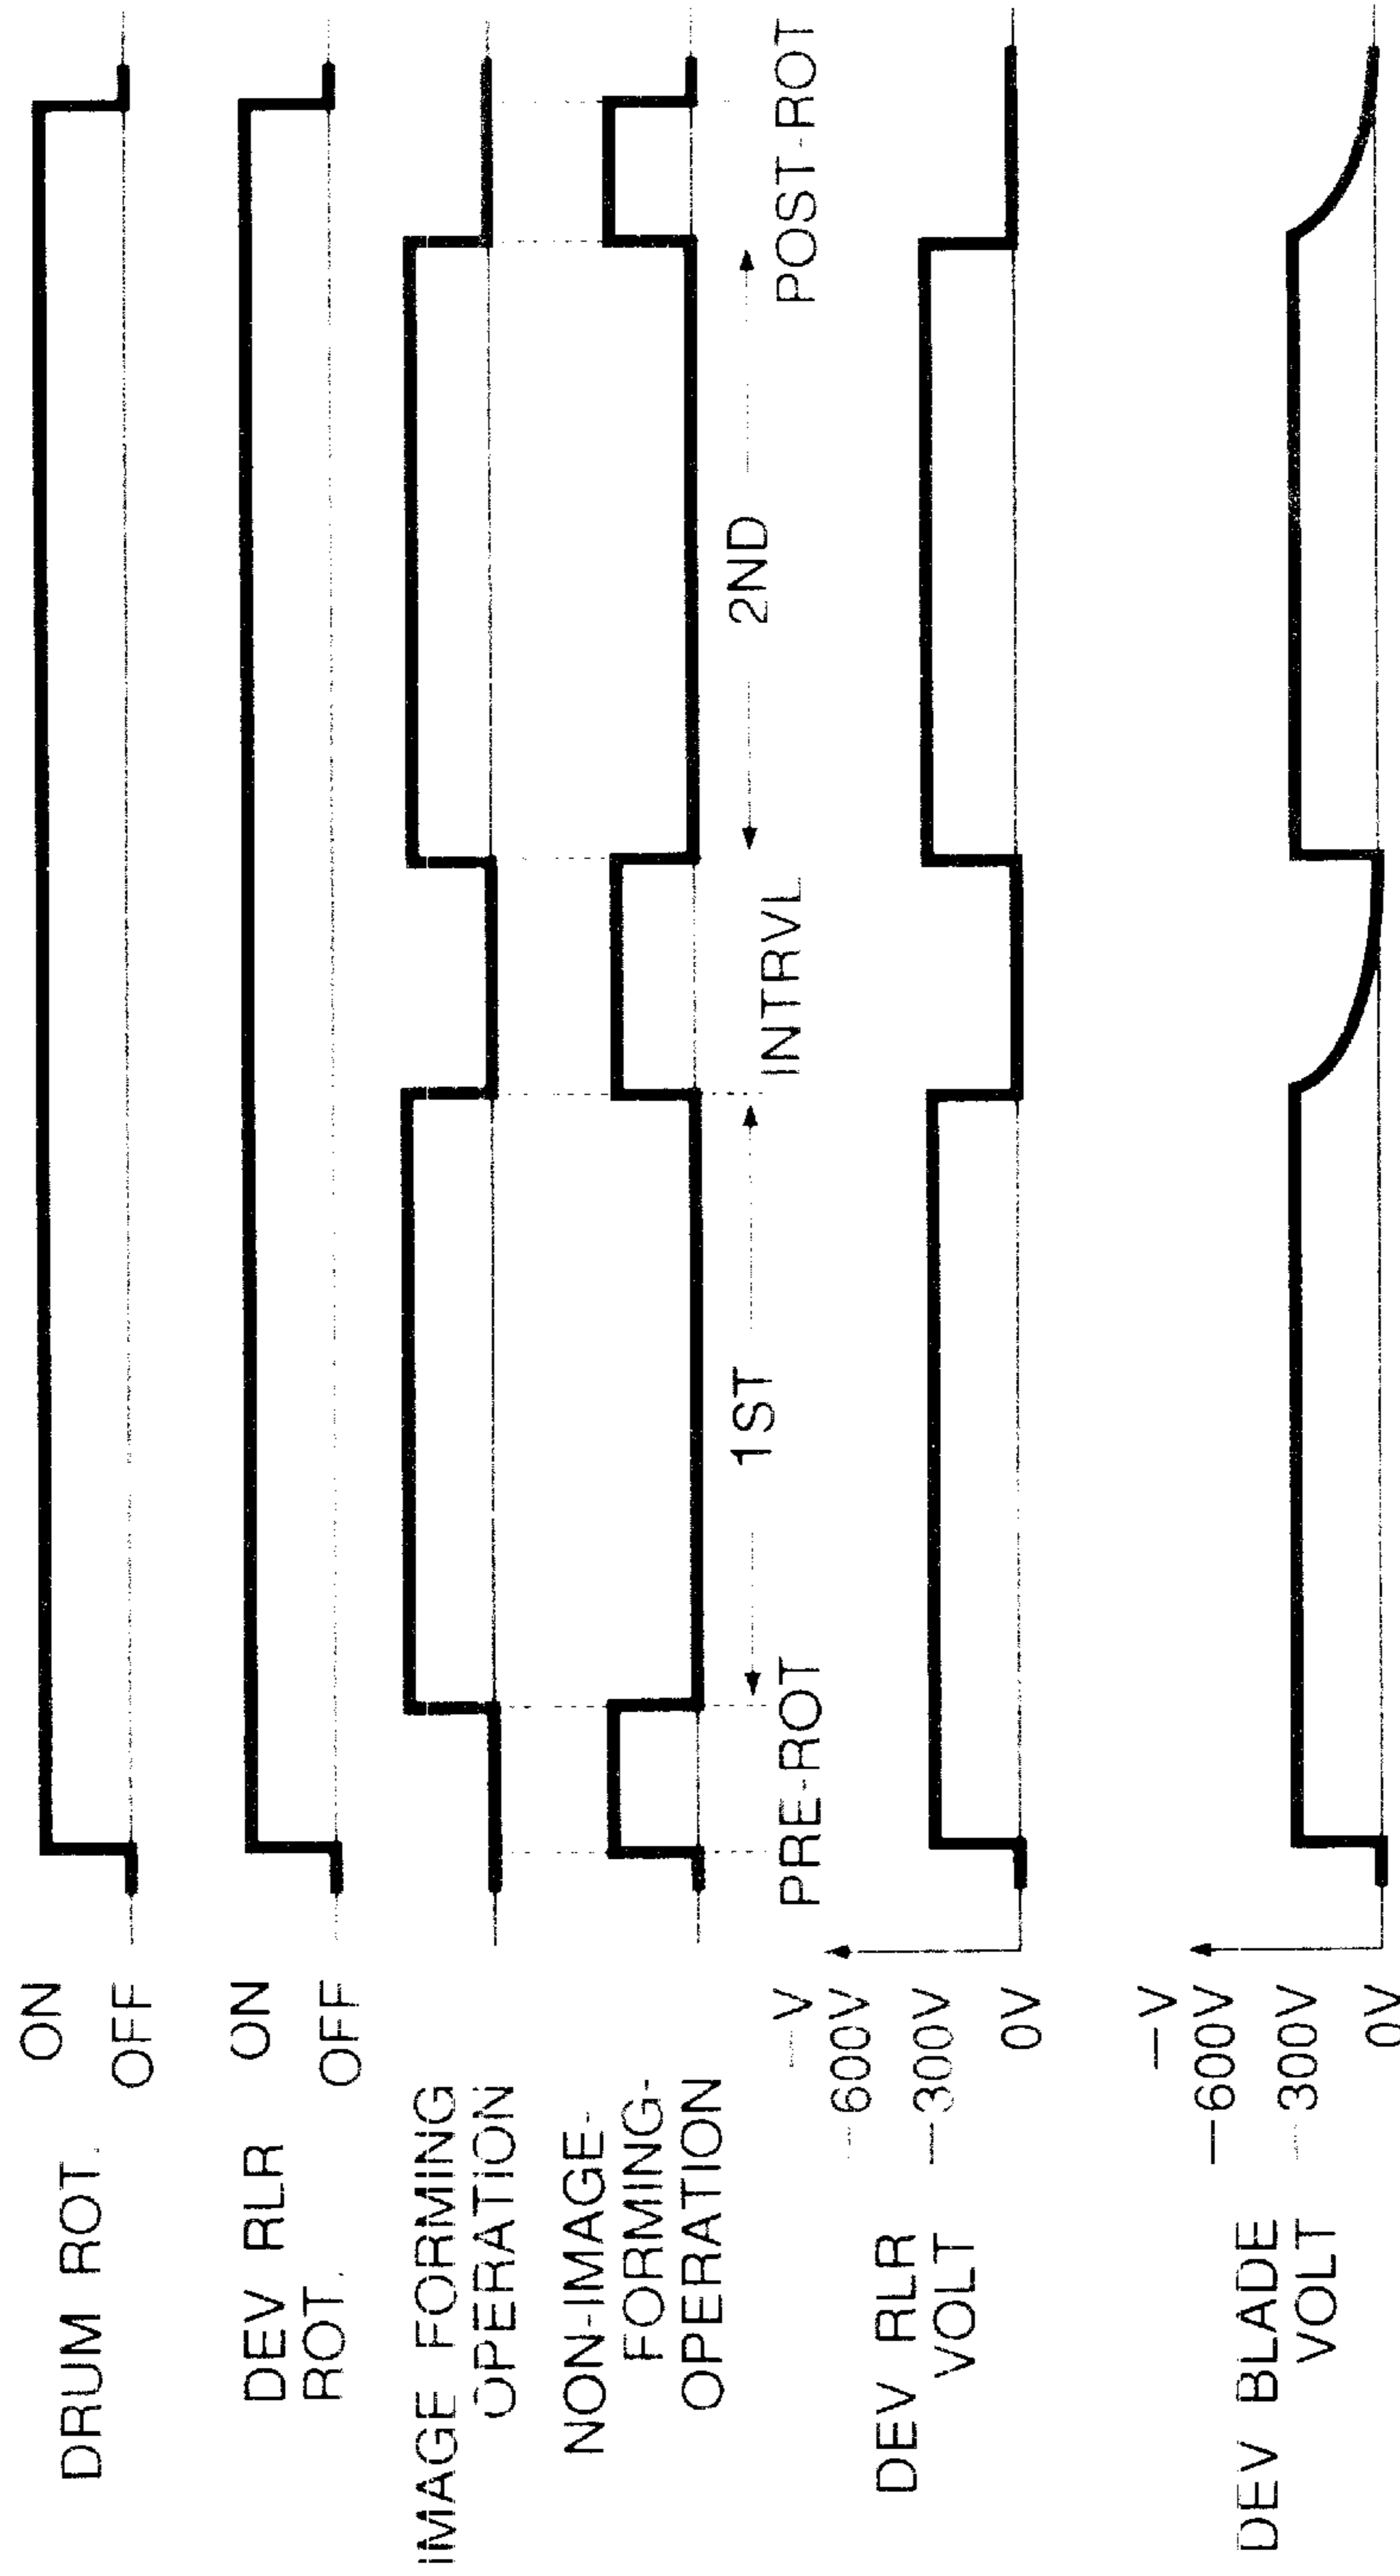 DRUM ROT.
ON
OFF
DEV RLR
ROT.
ON
OFF
IMAGE FORMING
OPERATION
NON-IMAGE-
FORMING-
OPERATION
PRE-ROT
1ST
INTRVL
2ND
POST-ROT
DEV RLR
VOLT
—V
—600V
—300V
0V
DEV BLADE
VOLT
—V
—600V
—300V
0V